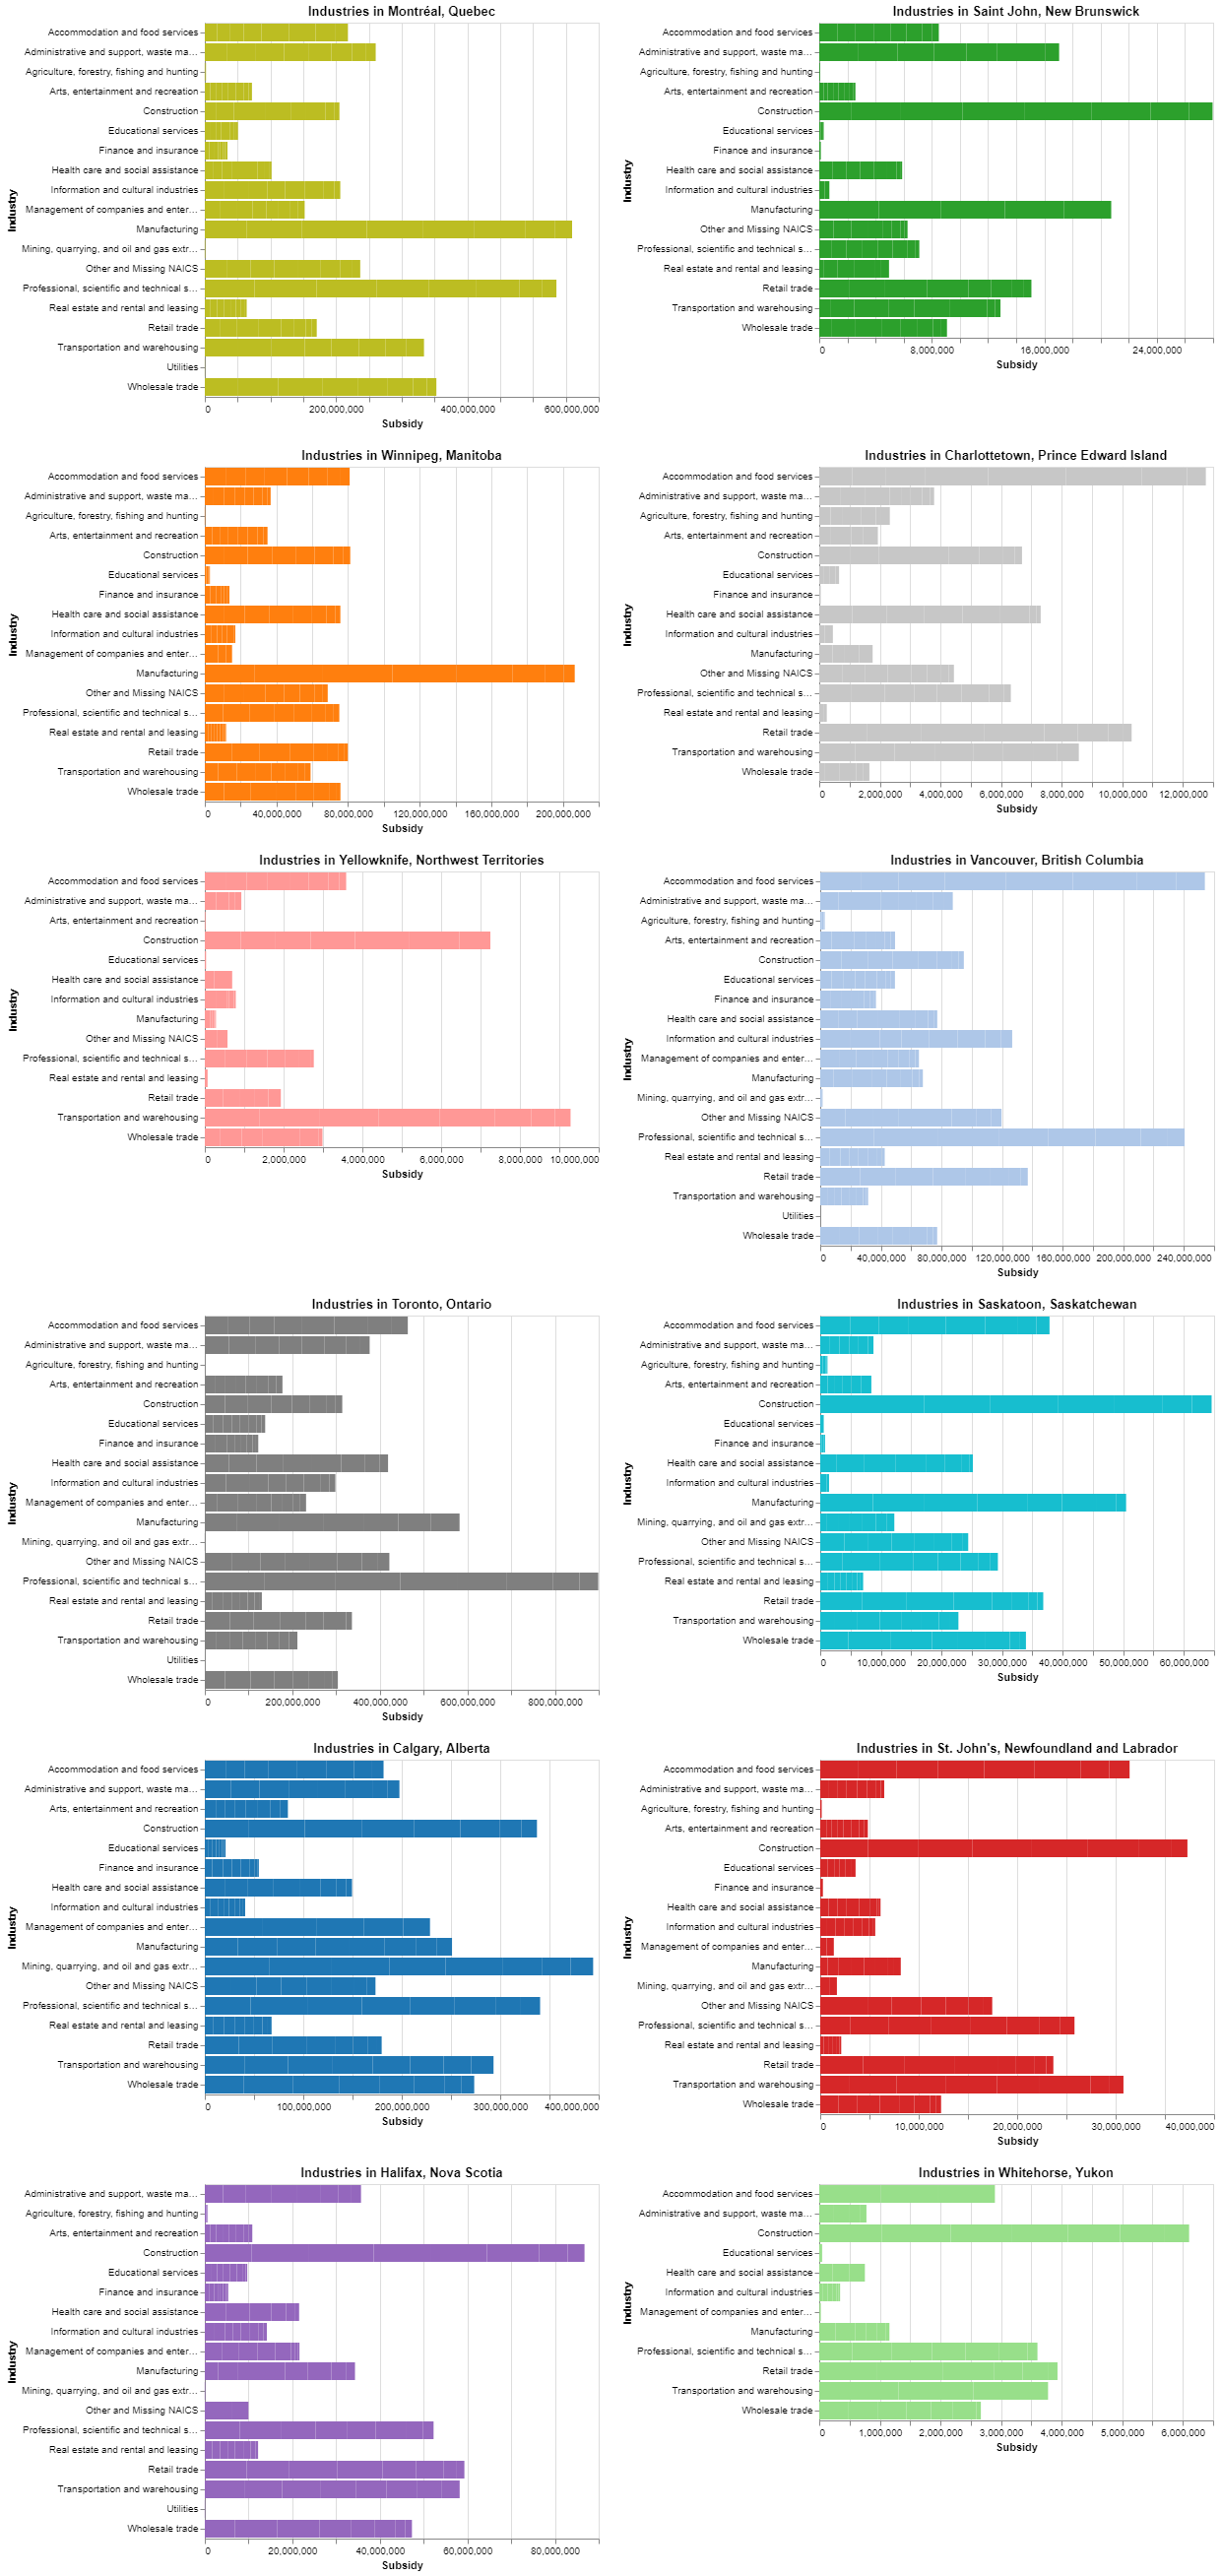 Industries in Montréal, Quebec
Industry
Accommodation and food services
Administrative and support, waste ma…
Agriculture, forestry, fishing and hunting
Arts, entertainment and recreation
Construction
Educational services
Finance and insurance
Health care and social assistance
Information and cultural industries
Management of companies and enter…
Manufacturing
Mining, quarrying, and oil and gas extr…
Other and Missing NAICS
Professional, scientific and technical s…
Real estate and rental and leasing
Retail trade
Transportation and warehousing
Utilities
Wholesale trade
0 200,000,000 400,000,000 600,000,000
Subsidy
Industries in Saint John, New Brunswick
Industry
Accommodation and food services
Administrative and support, waste ma…
Agriculture, forestry, fishing and hunting
Arts, entertainment and recreation
Construction
Educational services
Finance and insurance
Health care and social assistance
Information and cultural industries
Manufacturing
Other and Missing NAICS
Professional, scientific and technical s…
Real estate and rental and leasing
Retail trade
Transportation and warehousing
Wholesale trade
0 8,000,000 16,000,000 24,000,000
Subsidy
Industries in Winnipeg, Manitoba
Industry
Accommodation and food services
Administrative and support, waste ma…
Agriculture, forestry, fishing and hunting
Arts, entertainment and recreation
Construction
Educational services
Finance and insurance
Health care and social assistance
Information and cultural industries
Management of companies and enter…
Manufacturing
Other and Missing NAICS
Professional, scientific and technical s…
Real estate and rental and leasing
Retail trade
Transportation and warehousing
Wholesale trade
0 40,000,000 80,000,000 120,000,000 160,000,000 200,000,000
Subsidy
Industries in Charlottetown, Prince Edward Island
Industry
Accommodation and food services
Administrative and support, waste ma…
Agriculture, forestry, fishing and hunting
Arts, entertainment and recreation
Construction
Educational services
Finance and insurance
Health care and social assistance
Information and cultural industries
Manufacturing
Other and Missing NAICS
Professional, scientific and technical s…
Real estate and rental and leasing
Retail trade
Transportation and warehousing
Wholesale trade
0 2,000,000 4,000,000 6,000,000 8,000,000 10,000,000 12,000,000
Subsidy
Industries in Yellowknife, Northwest Territories
Industry
Accommodation and food services
Administrative and support, waste ma…
Arts, entertainment and recreation
Construction
Educational services
Health care and social assistance
Information and cultural industries
Manufacturing
Other and Missing NAICS
Professional, scientific and technical s…
Real estate and rental and leasing
Retail trade
Transportation and warehousing
Wholesale trade
0 2,000,000 4,000,000 6,000,000 8,000,000 10,000,000
Subsidy
Industries in Vancouver, British Columbia
Industry
Accommodation and food services
Administrative and support, waste ma…
Agriculture, forestry, fishing and hunting
Arts, entertainment and recreation
Construction
Educational services
Finance and insurance
Health care and social assistance
Information and cultural industries
Management of companies and enter…
Manufacturing
Mining, quarrying, and oil and gas extr…
Other and Missing NAICS
Professional, scientific and technical s…
Real estate and rental and leasing
Retail trade
Transportation and warehousing
Utilities
Wholesale trade
0 40,000,000 80,000,000 120,000,000 160,000,000 200,000,000 240,000,000
Subsidy
Industries in Toronto, Ontario
Industry
Accommodation and food services
Administrative and support, waste ma…
Agriculture, forestry, fishing and hunting
Arts, entertainment and recreation
Construction
Educational services
Finance and insurance
Health care and social assistance
Information and cultural industries
Management of companies and enter…
Manufacturing
Mining, quarrying, and oil and gas extr…
Other and Missing NAICS
Professional, scientific and technical s…
Real estate and rental and leasing
Retail trade
Transportation and warehousing
Utilities
Wholesale trade
0 200,000,000 400,000,000 600,000,000 800,000,000
Subsidy
Industries in Saskatoon, Saskatchewan
Industry
Accommodation and food services
Administrative and support, waste ma…
Agriculture, forestry, fishing and hunting
Arts, entertainment and recreation
Construction
Educational services
Finance and insurance
Health care and social assistance
Information and cultural industries
Manufacturing
Mining, quarrying, and oil and gas extr…
Other and Missing NAICS
Professional, scientific and technical s…
Real estate and rental and leasing
Retail trade
Transportation and warehousing
Wholesale trade
0 10,000,000 20,000,000 30,000,000 40,000,000 50,000,000 60,000,000
Subsidy
Industries in Calgary, Alberta
Industry
Accommodation and food services
Administrative and support, waste ma…
Arts, entertainment and recreation
Construction
Educational services
Finance and insurance
Health care and social assistance
Information and cultural industries
Management of companies and enter…
Manufacturing
Mining, quarrying, and oil and gas extr…
Other and Missing NAICS
Professional, scientific and technical s…
Real estate and rental and leasing
Retail trade
Transportation and warehousing
Wholesale trade
0 100,000,000 200,000,000 300,000,000 400,000,000
Subsidy
Industries in St. John's, Newfoundland and Labrador
Industry
Accommodation and food services
Administrative and support, waste ma…
Agriculture, forestry, fishing and hunting
Arts, entertainment and recreation
Construction
Educational services
Finance and insurance
Health care and social assistance
Information and cultural industries
Management of companies and enter…
Manufacturing
Mining, quarrying, and oil and gas extr…
Other and Missing NAICS
Professional, scientific and technical s…
Real estate and rental and leasing
Retail trade
Transportation and warehousing
Wholesale trade
0 10,000,000 20,000,000 30,000,000 40,000,000
Subsidy
Industries in Halifax, Nova Scotia
Industry
Administrative and support, waste ma…
Agriculture, forestry, fishing and hunting
Arts, entertainment and recreation
Construction
Educational services
Finance and insurance
Health care and social assistance
Information and cultural industries
Management of companies and enter…
Manufacturing
Mining, quarrying, and oil and gas extr…
Other and Missing NAICS
Professional, scientific and technical s…
Real estate and rental and leasing
Retail trade
Transportation and warehousing
Utilities
Wholesale trade
0 20,000,000 40,000,000 60,000,000 80,000,000
Subsidy
Industries in Whitehorse, Yukon
Industry
Accommodation and food services
Administrative and support, waste ma…
Construction
Educational services
Health care and social assistance
Information and cultural industries
Management of companies and enter…
Manufacturing
Professional, scientific and technical s…
Retail trade
Transportation and warehousing
Wholesale trade
0 1,000,000 2,000,000 3,000,000 4,000,000 5,000,000 6,000,000
Subsidy